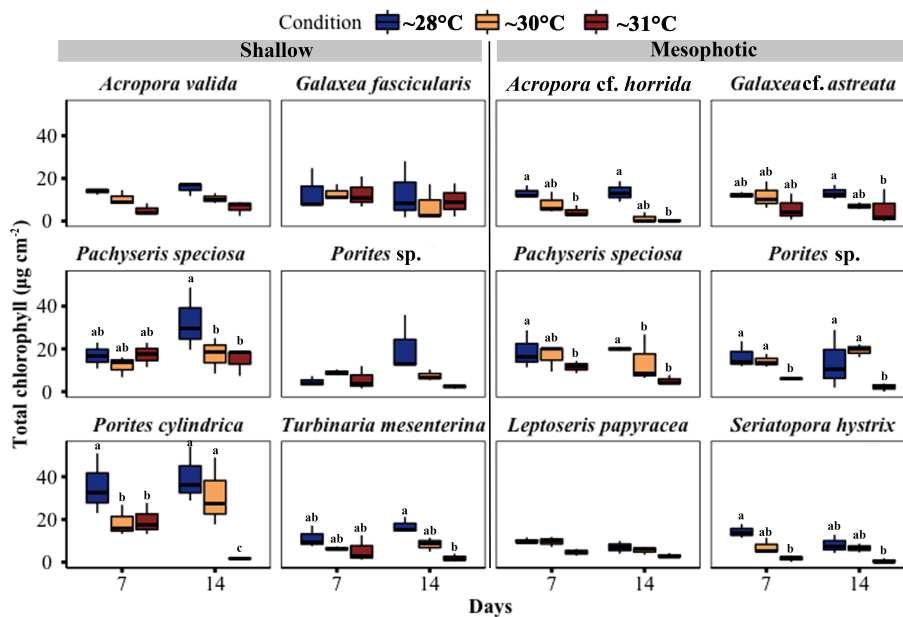 Condition ~28°C ~30°C ~31°C
Shallow Mesophotic
Acropora valida Galaxea fascicularis Acropora cf. horrida Galaxea cf. astreata
40
20
0
a a a b ab b ab ab ab a ab b
Pachyseris speciosa Porites sp. Pachyseris speciosa Porites sp.
40
20
0
ab ab ab a b b a ab b a b b a a b a a b
Porites cylindrica Turbinaria mesenterina Leptoseris papyracea Seriatopora hystrix
40
20
0
a b b a a c ab ab ab a ab b a ab b ab ab b
7 14 7 14 7 14 7 14
Days
Total chlorophyll (µg cm⁻²)